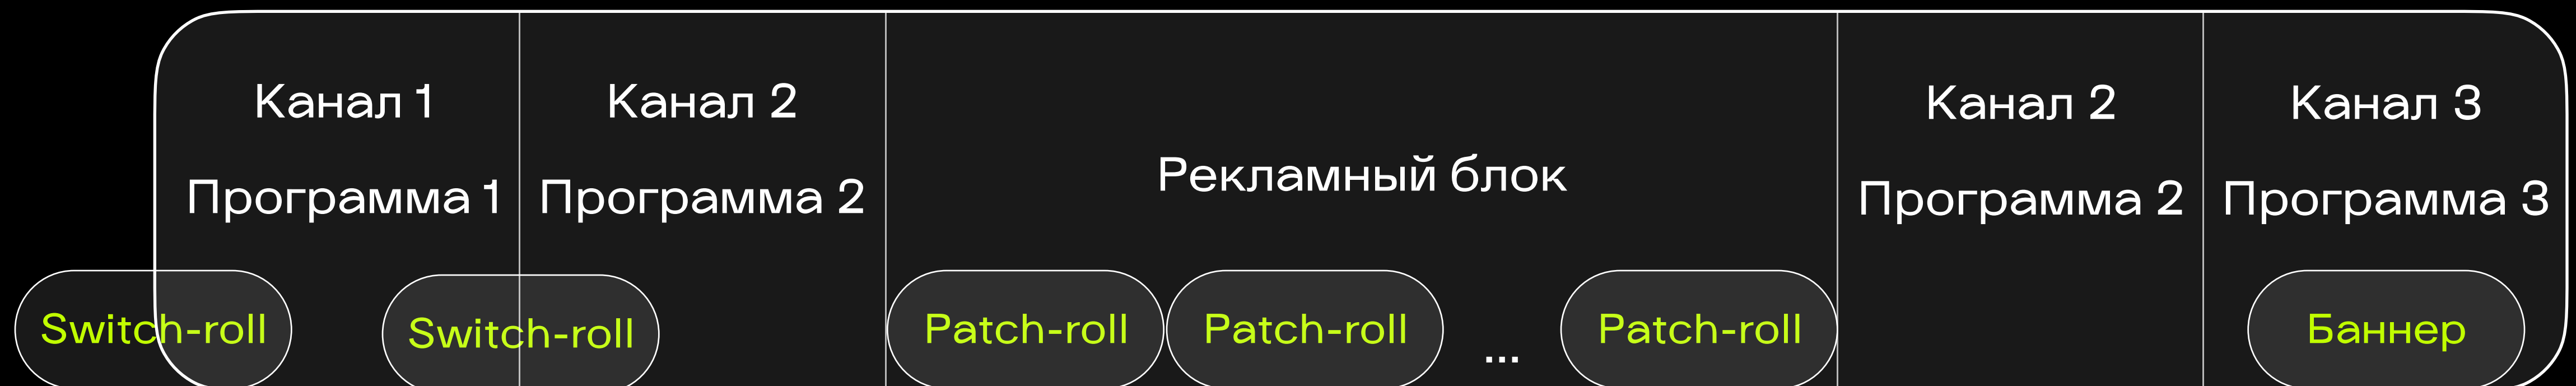 Канал 1
Программа 1
Канал 2
Программа 2
Рекламный блок
Канал 2
Программа 2
Канал 3
Программа 3
Switch-roll
Switch-roll
Patch-roll
Patch-roll
...
Patch-roll
Баннер